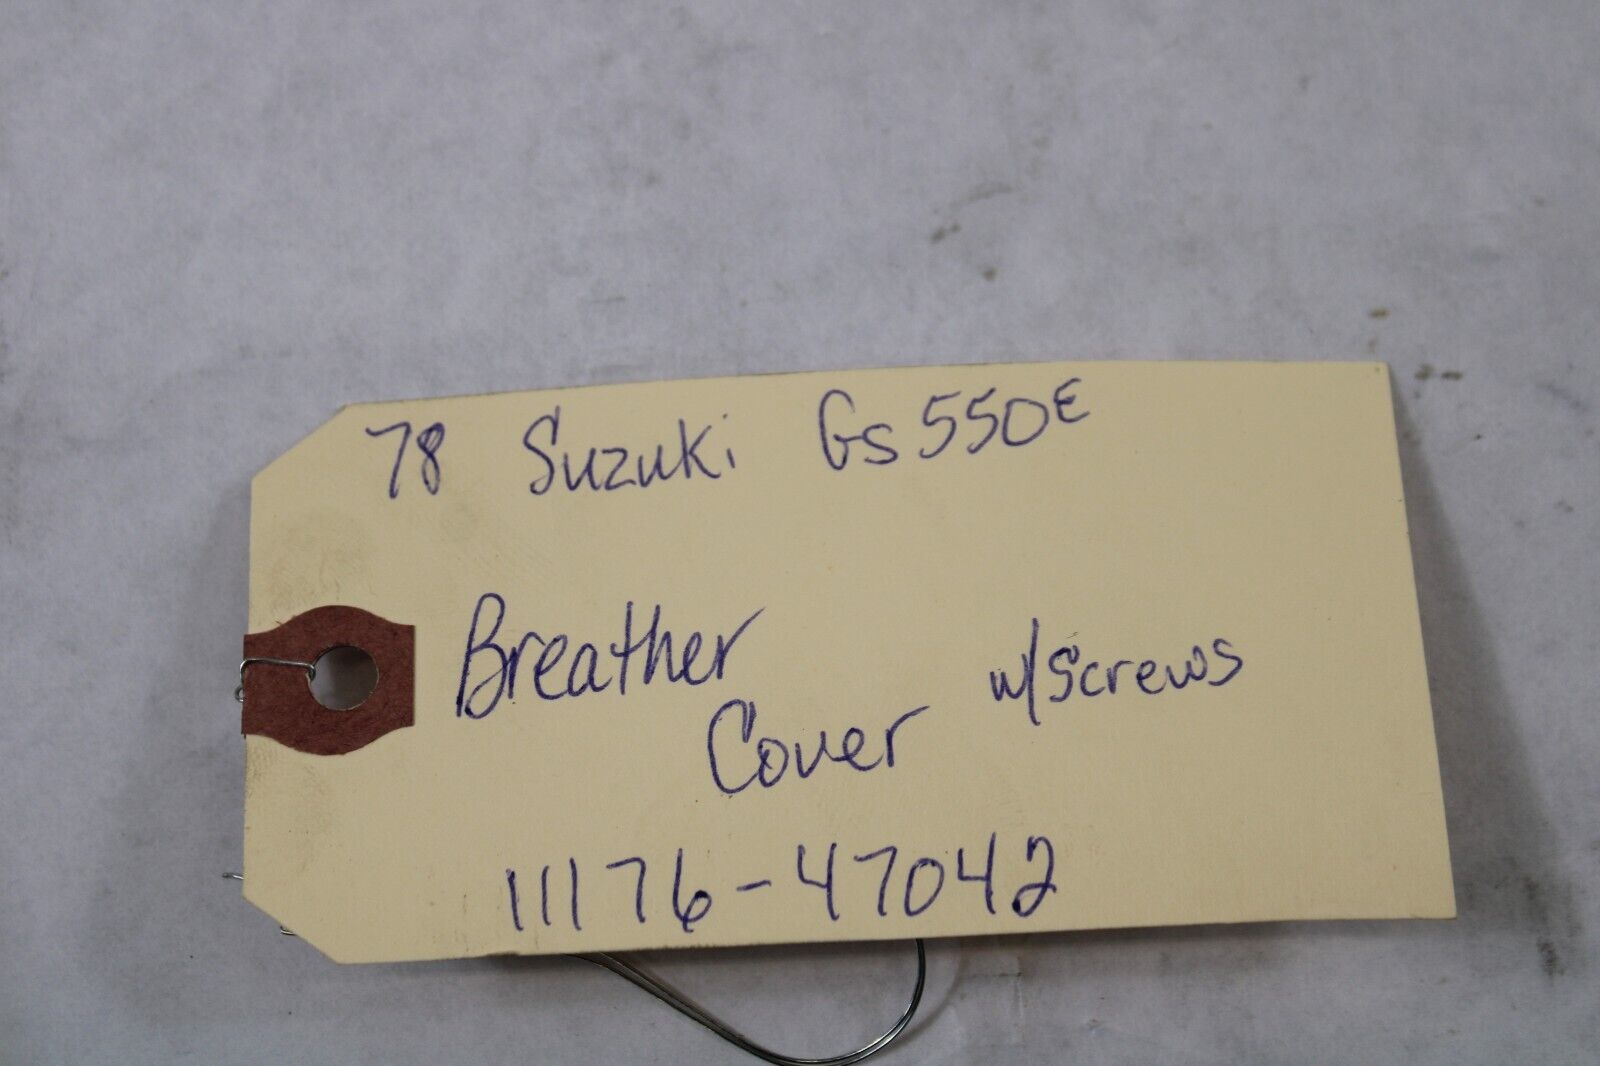 78 Suzuki GS550E
Breather
Cover w/screws
11176-47042